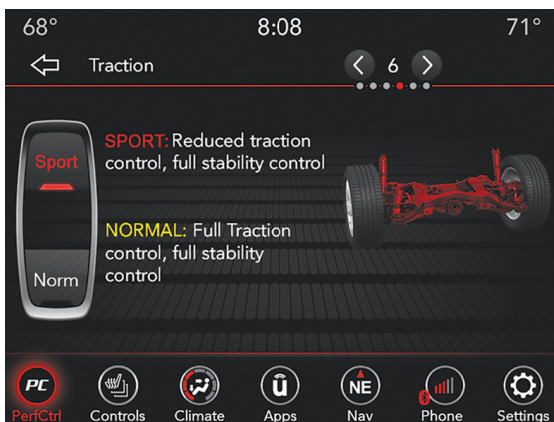 68°
8:08
71°
Traction
6
Sport
SPORT: Reduced traction
control, full stability control
NORMAL: Full Traction
control, full stability
control
Norm
PC
û
NE
PerfCtrl
Controls
Climate
Apps
Nav
Phone
Settings